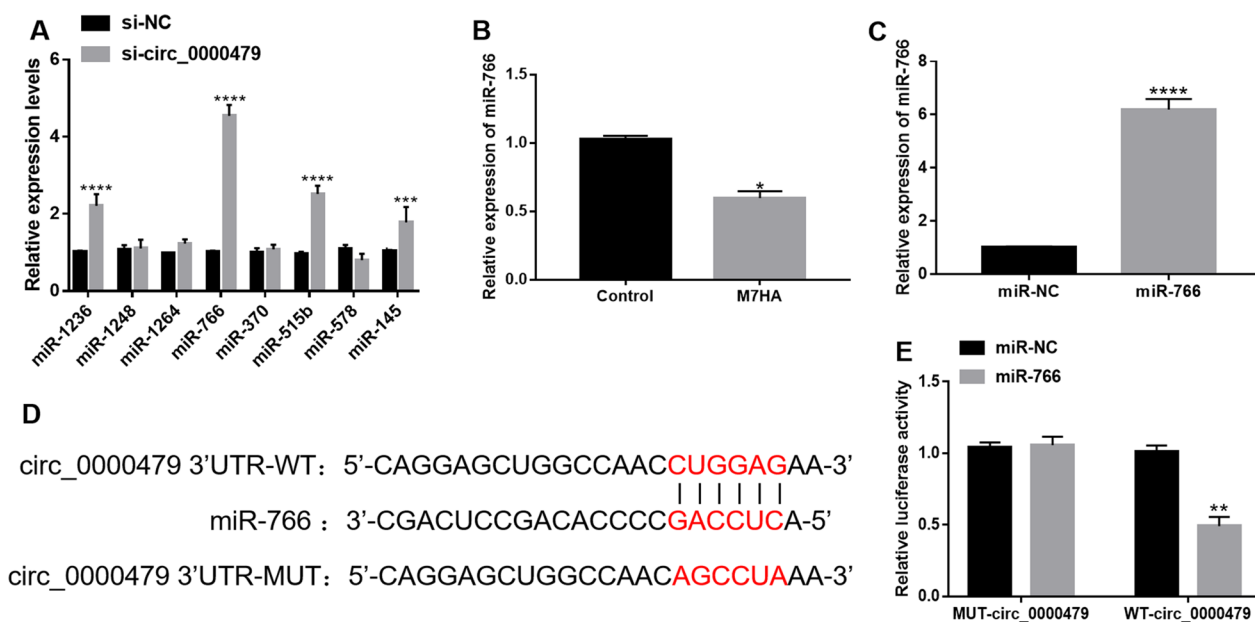 A
si-NC
si-circ_0000479
Relative expression levels
6
4
2
0
****
****
****
***
miR-1236
miR-1248
miR-1264
miR-766
miR-370
miR-515b
miR-578
miR-145
B
Relative expression of miR-766
1.5
1.0
0.5
0.0
*
Control
M7HA
C
Relative expression of miR-766
8
6
4
2
0
****
miR-NC
miR-766
D
circ_0000479 3’UTR-WT： 5’-CAGGAGCUGGCCAACCUGGAGAA-3’
miR-766： 3’-CGACUCCGACACCCCGACCUCA-5’
circ_0000479 3’UTR-MUT： 5’-CAGGAGCUGGCCAACAGCCUAAA-3’
E
miR-NC
miR-766
Relative luciferase activity
1.5
1.0
0.5
0.0
**
MUT-circ_0000479
WT-circ_0000479